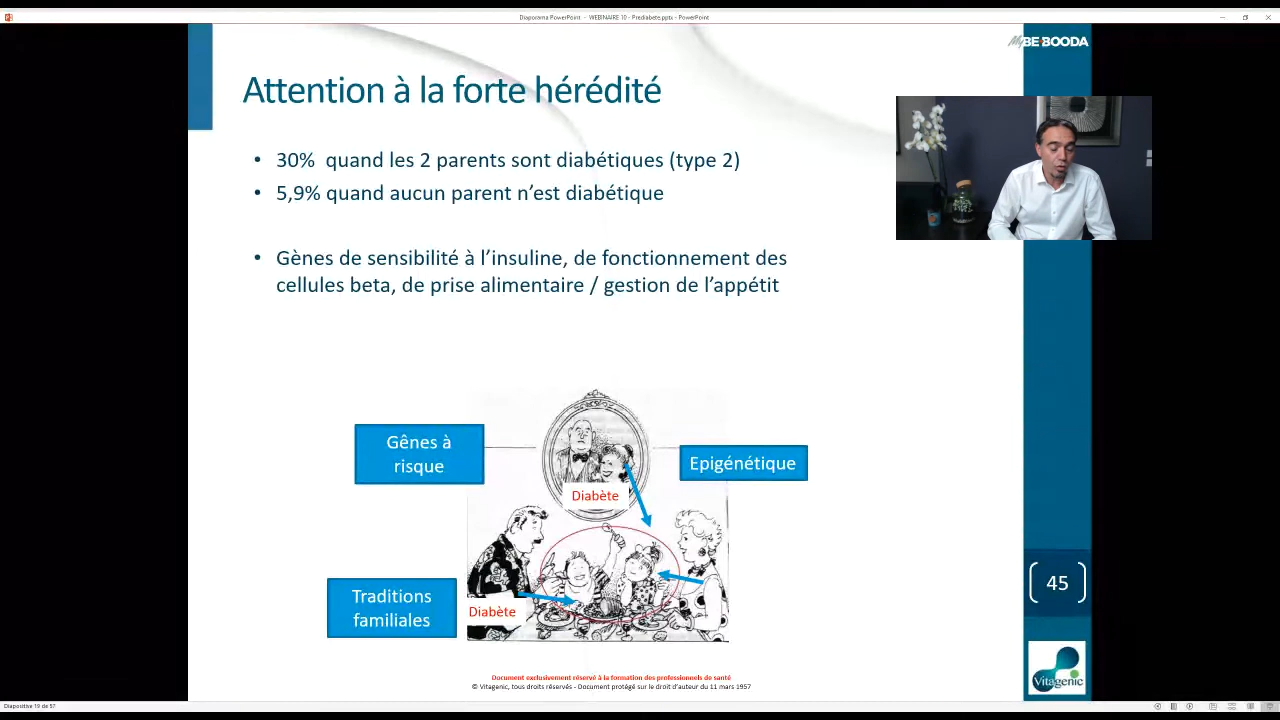 Diaporama PowerPoint - WEBINAIRE 10 - Prédiabète.pptx - PowerPoint
MyBE-BOODA
Attention à la forte hérédité
• 30%  quand les 2 parents sont diabétiques (type 2)
• 5,9% quand aucun parent n’est diabétique
• Gènes de sensibilité à l’insuline, de fonctionnement des
cellules beta, de prise alimentaire / gestion de l’appétit
Gênes à
risque
Epigénétique
Diabète
Traditions
familiales
Diabète
45
Document exclusivement réservé à la formation des professionnels de santé
© Vitagenic, tous droits réservés - Document protégé sur le droit d’auteur du 11 mars 1957
Vitagenic
Diapositive 19 de 57